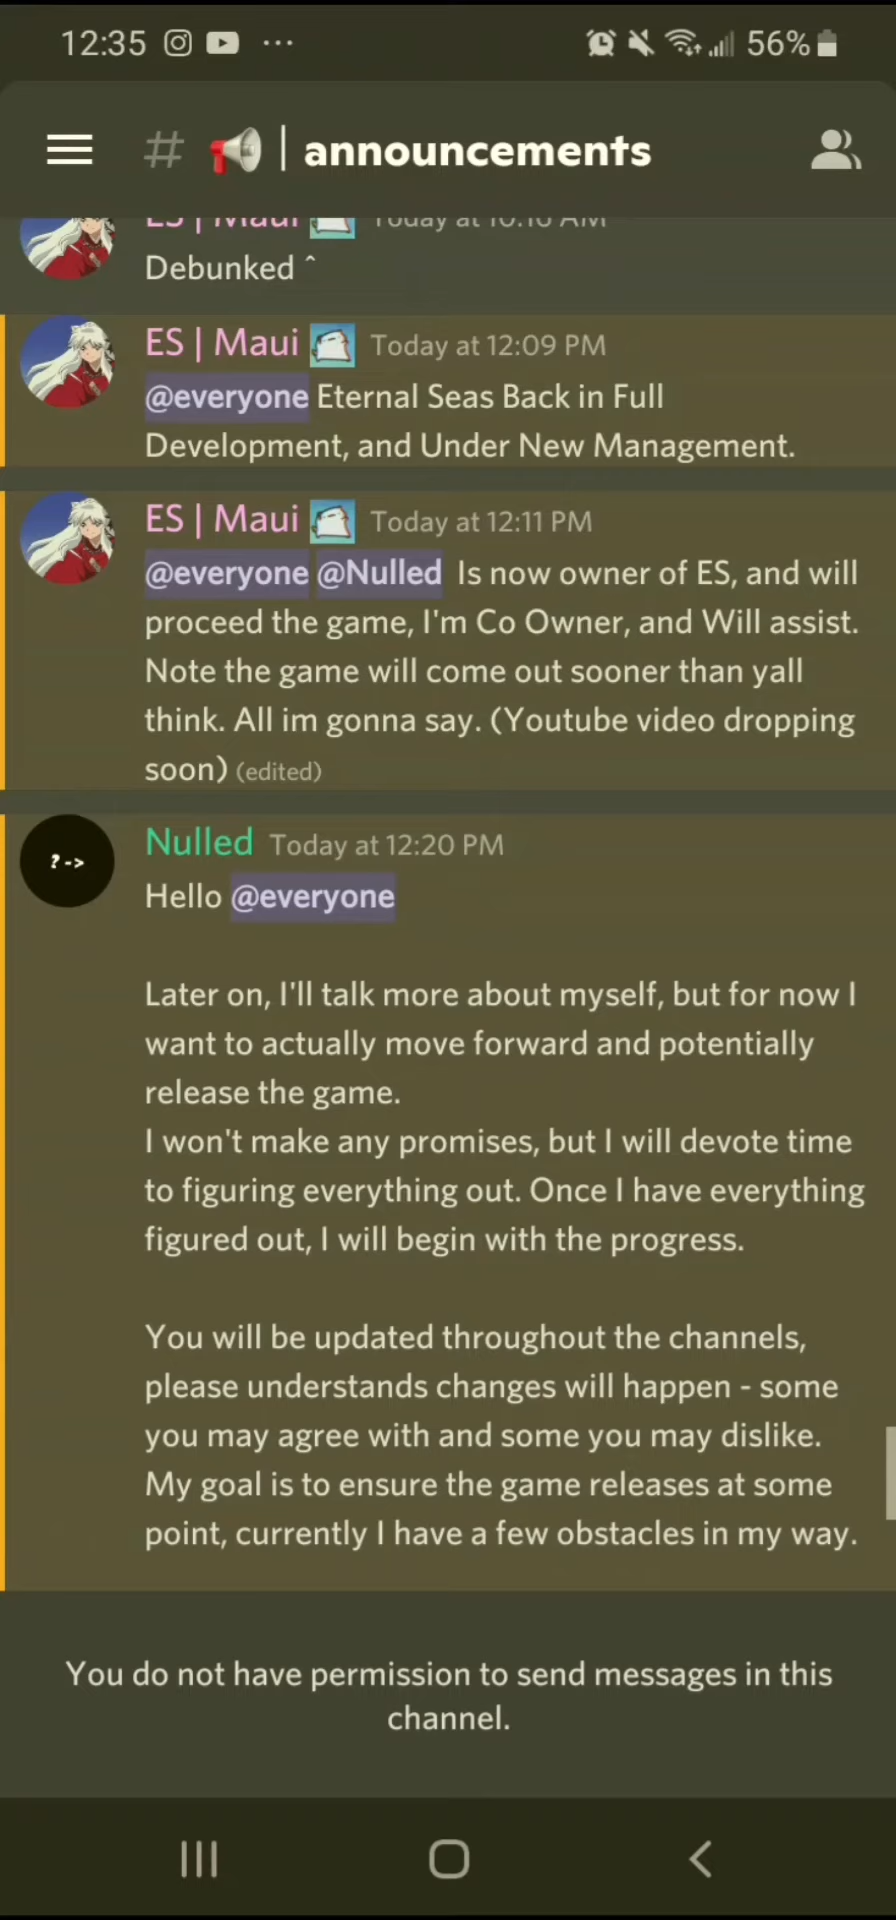 12:35 ... 56%
# | announcements
ES | Maui Today at 10:16 AM
Debunked ^
ES | Maui Today at 12:09 PM
@everyone Eternal Seas Back in Full
Development, and Under New Management.
ES | Maui Today at 12:11 PM
@everyone @Nulled Is now owner of ES, and will
proceed the game, I'm Co Owner, and Will assist.
Note the game will come out sooner than yall
think. All im gonna say. (Youtube video dropping
soon) (edited)
? ->
Nulled Today at 12:20 PM
Hello @everyone
Later on, I'll talk more about myself, but for now I
want to actually move forward and potentially
release the game.
I won't make any promises, but I will devote time
to figuring everything out. Once I have everything
figured out, I will begin with the progress.
You will be updated throughout the channels,
please understands changes will happen - some
you may agree with and some you may dislike.
My goal is to ensure the game releases at some
point, currently I have a few obstacles in my way.
You do not have permission to send messages in this
channel.